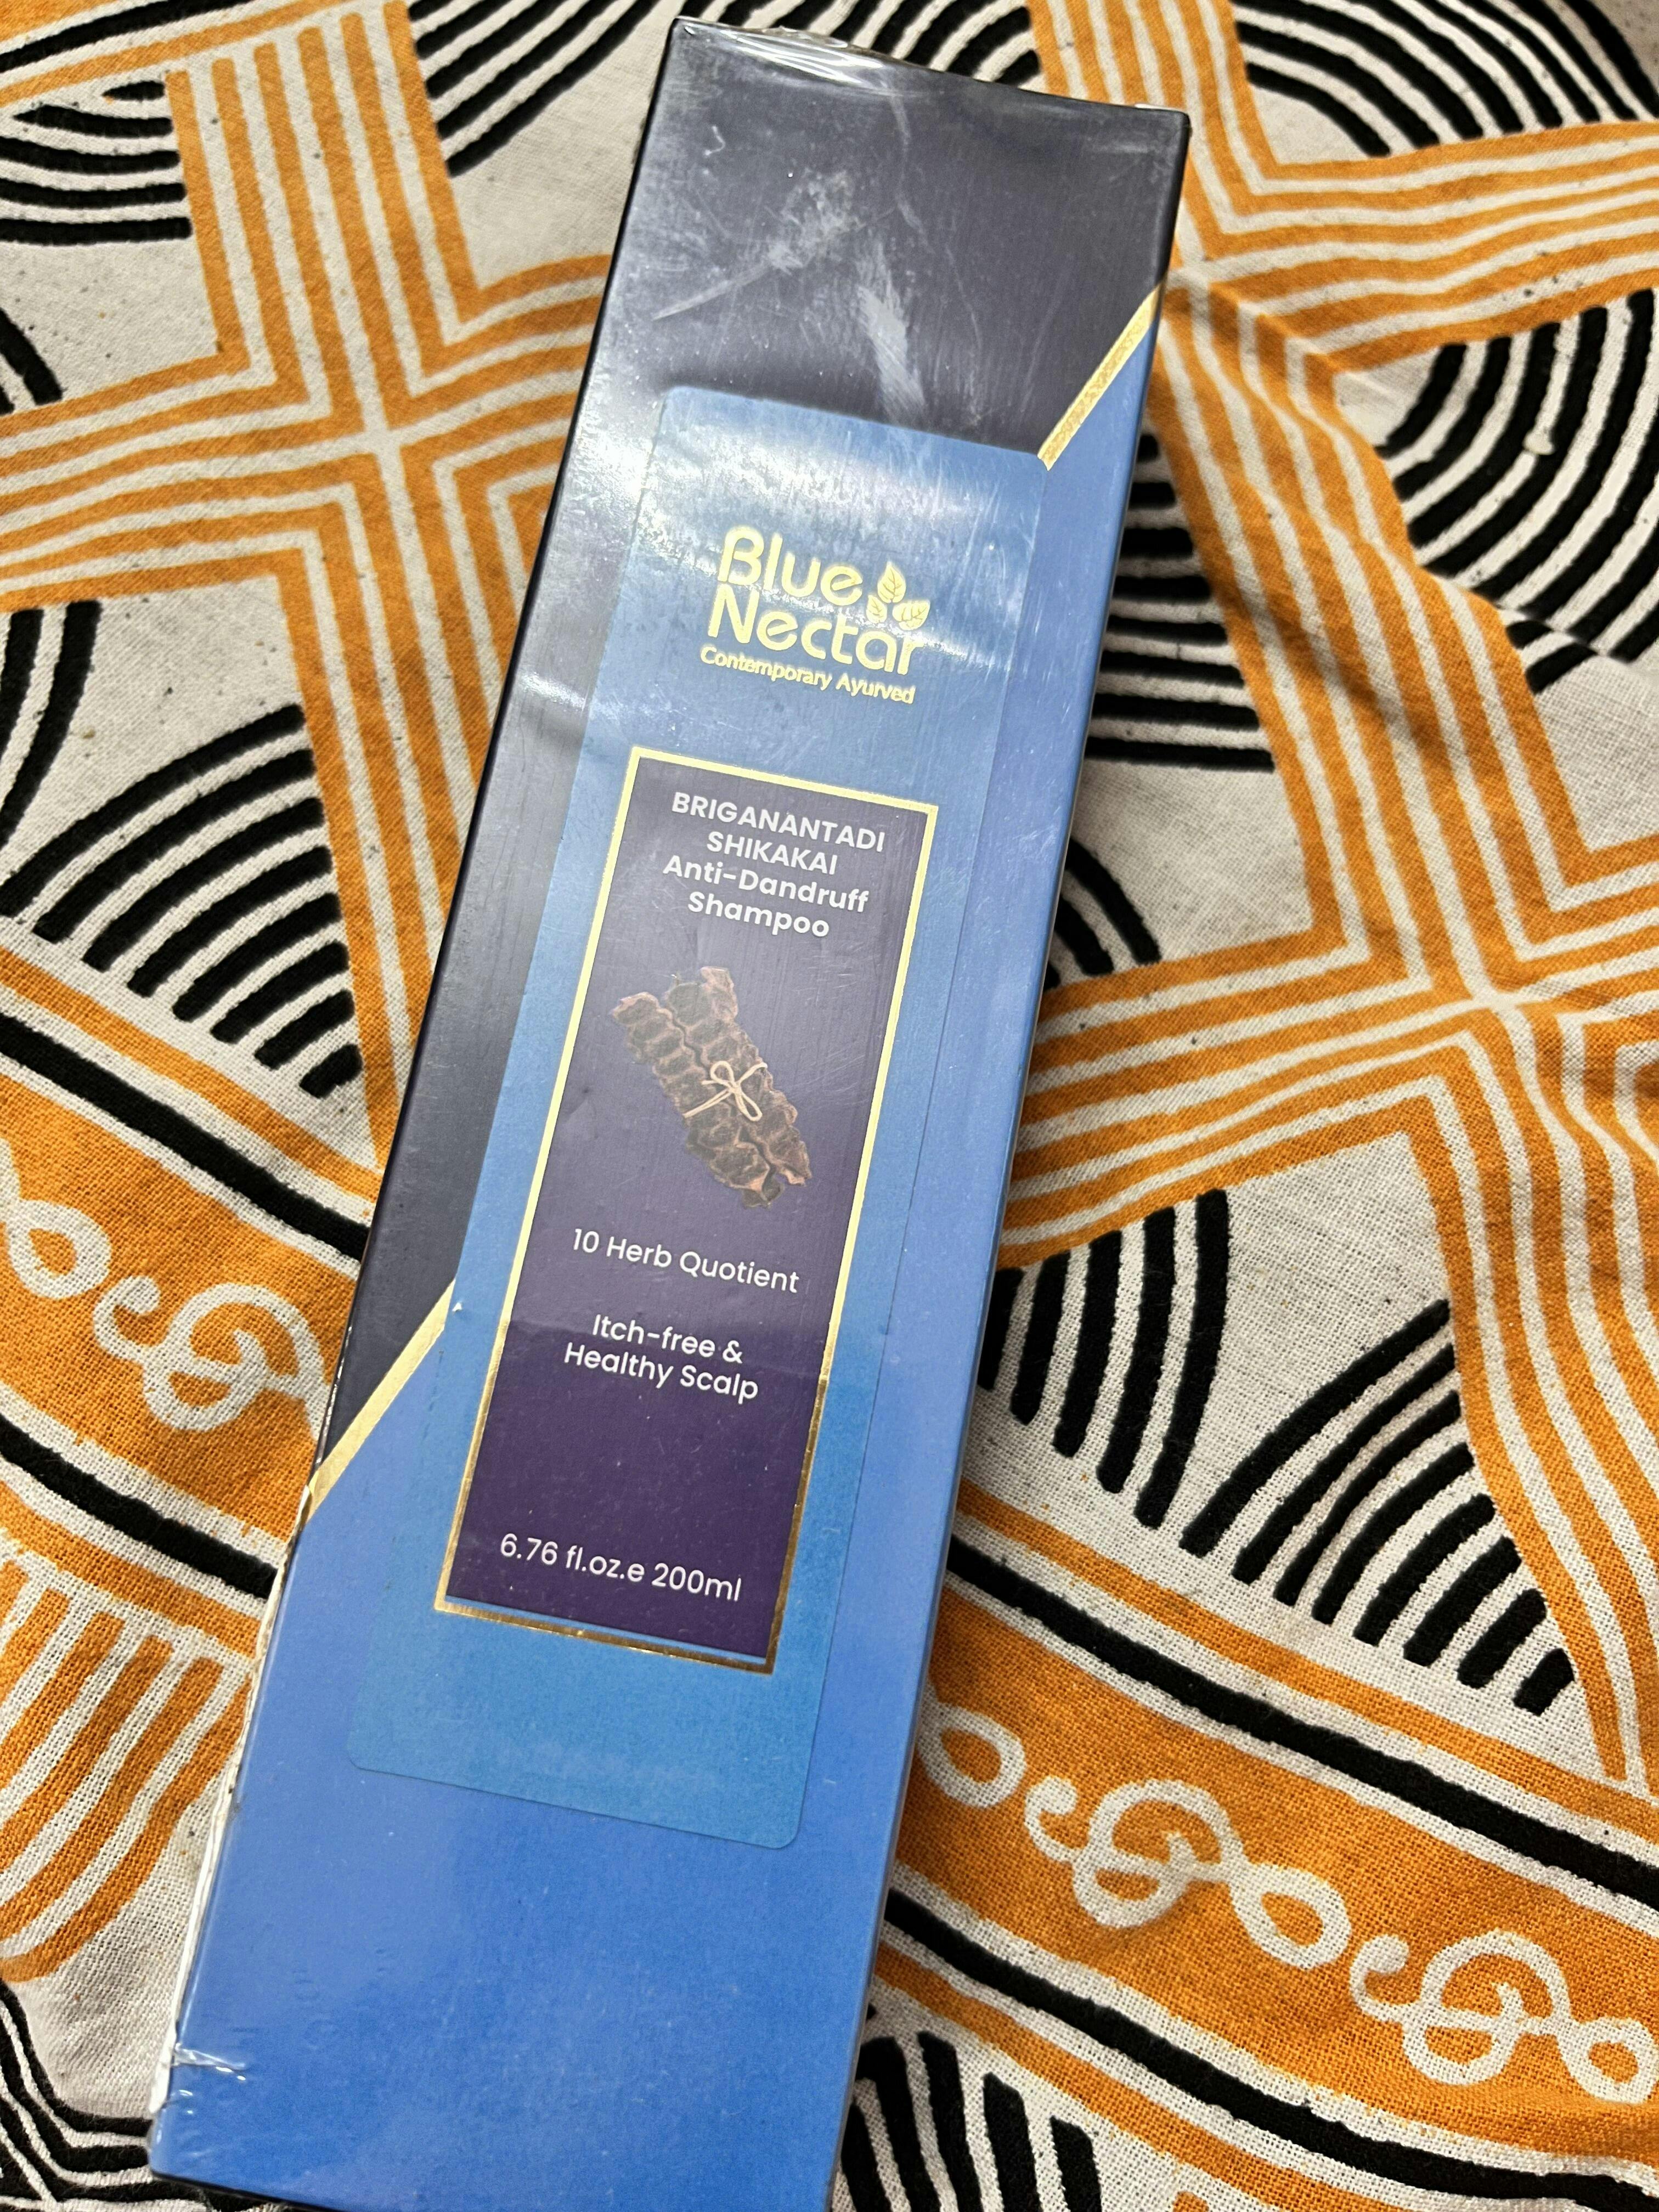 Blue
Nectar
Contemporary Ayurved
BRIGANANTADI
SHIKAKAI
Anti-Dandruff
Shampoo
10 Herb Quotient
Itch-free &
Healthy Scalp
6.76 fl.oz.e 200ml